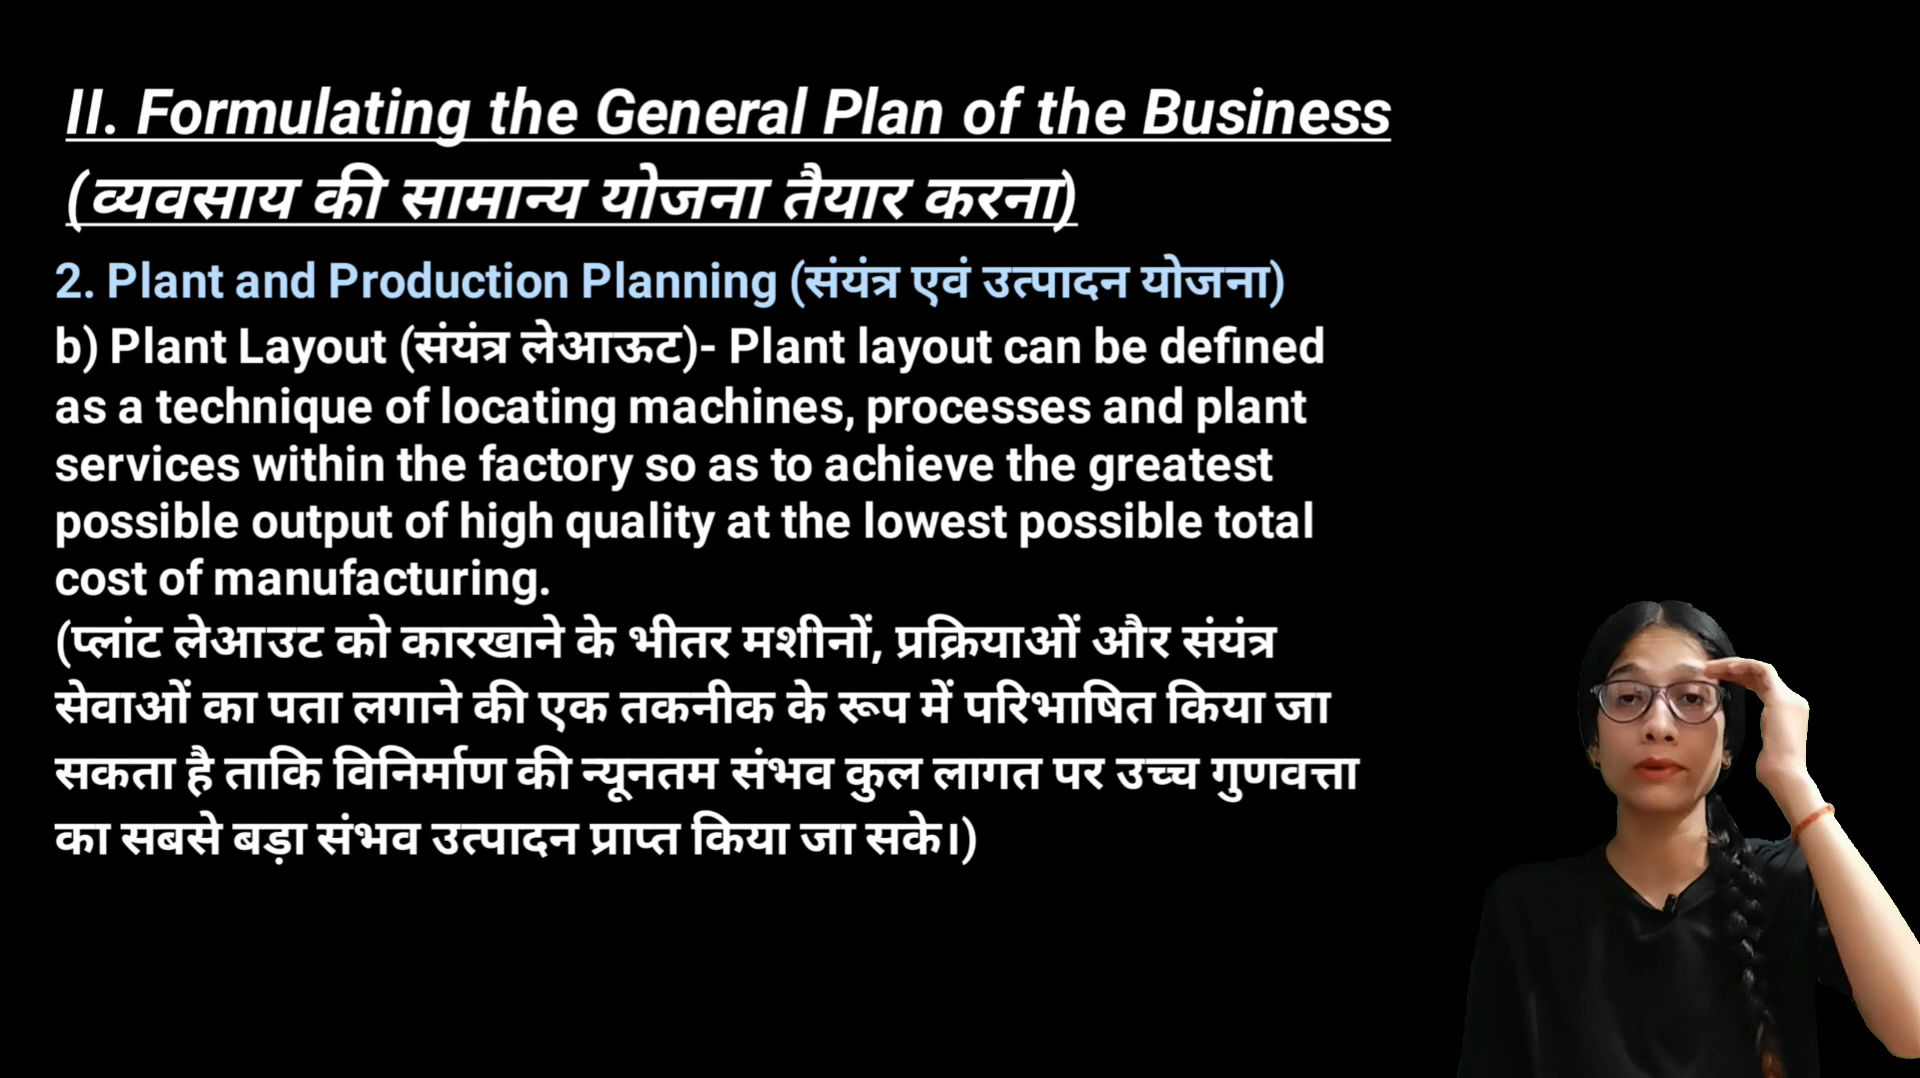 II. Formulating the General Plan of the Business
(व्यवसाय की सामान्य योजना तैयार करना)
2. Plant and Production Planning (संयंत्र एवं उत्पादन योजना)
b) Plant Layout (संयंत्र लेआऊट)- Plant layout can be defined
as a technique of locating machines, processes and plant
services within the factory so as to achieve the greatest
possible output of high quality at the lowest possible total
cost of manufacturing.
(प्लांट लेआउट को कारखाने के भीतर मशीनों, प्रक्रियाओं और संयंत्र
सेवाओं का पता लगाने की एक तकनीक के रूप में परिभाषित किया जा
सकता है ताकि विनिर्माण की न्यूनतम संभव कुल लागत पर उच्च गुणवत्ता
का सबसे बड़ा संभव उत्पादन प्राप्त किया जा सके।)